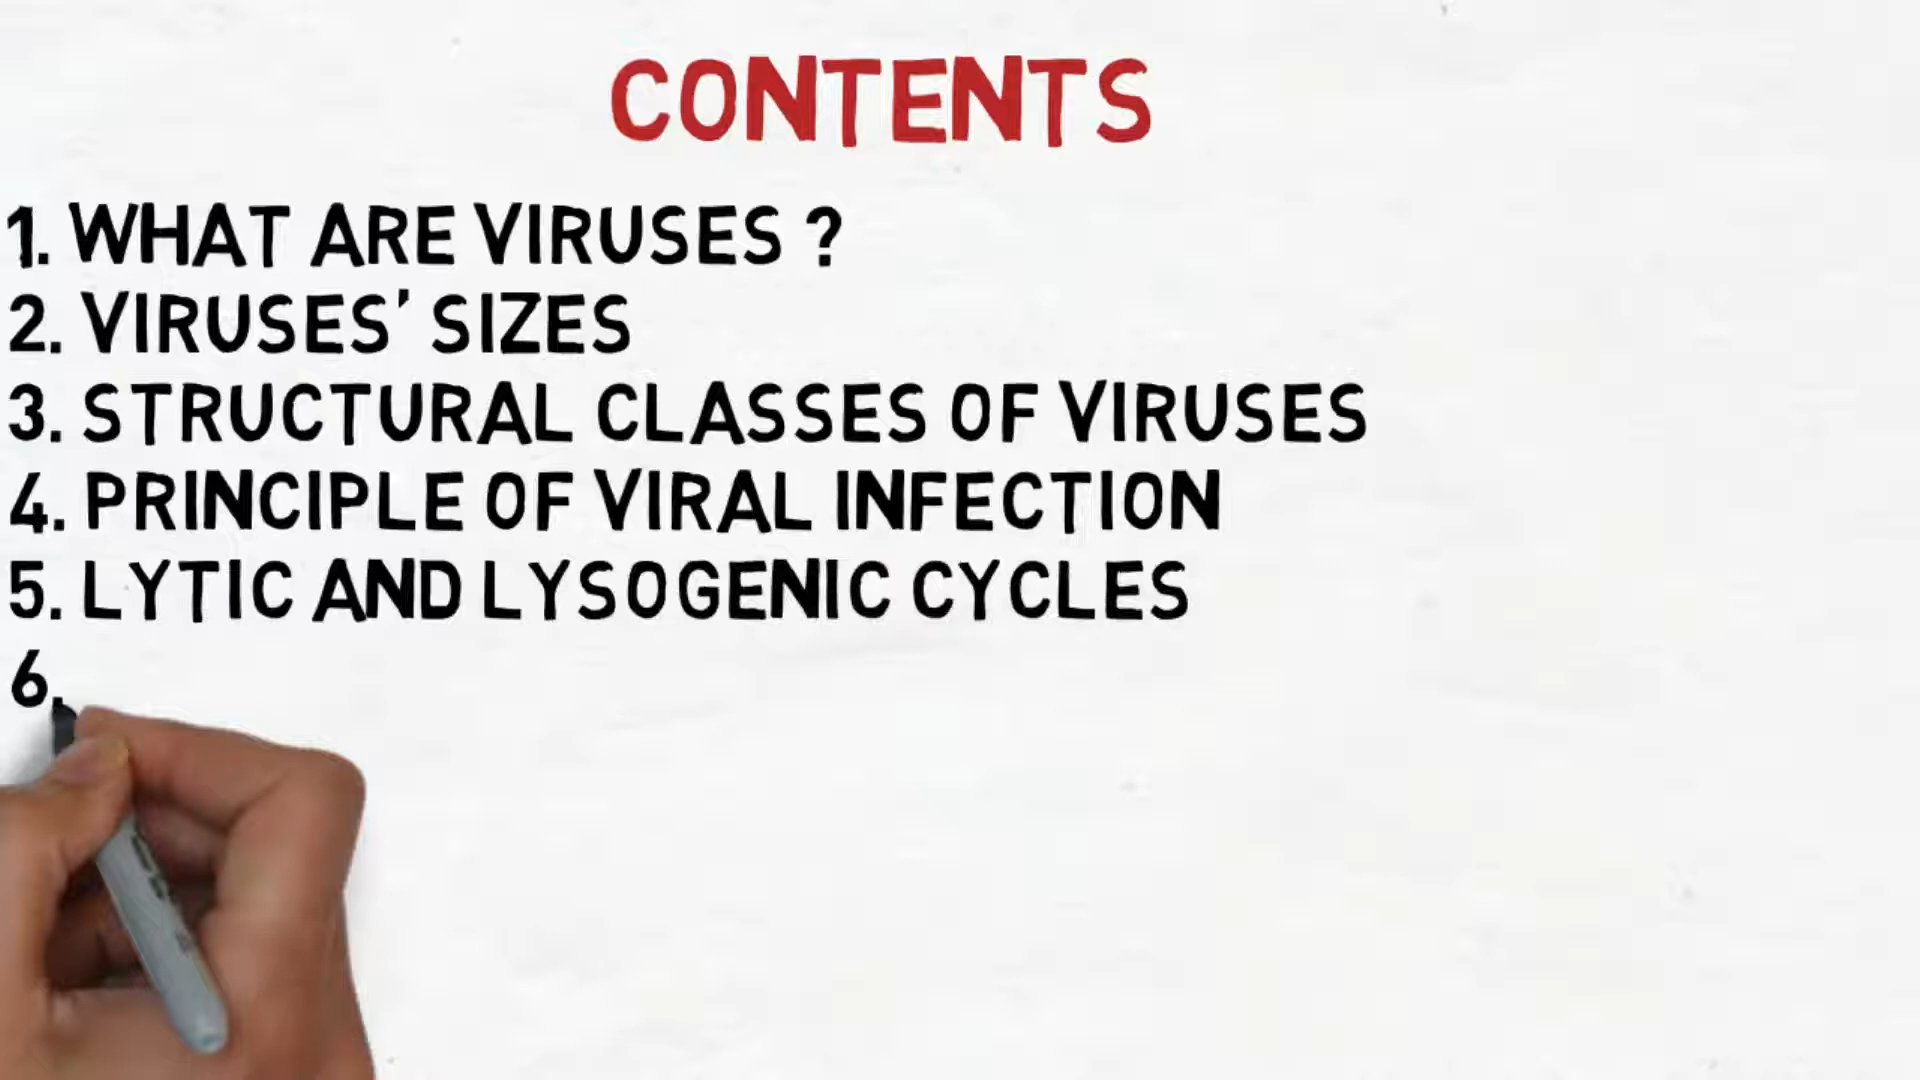 CONTENTS
1. WHAT ARE VIRUSES ?
2. VIRUSES' SIZES
3. STRUCTURAL CLASSES OF VIRUSES
4. PRINCIPLE OF VIRAL INFECTION
5. LYTIC AND LYSOGENIC CYCLES
6.